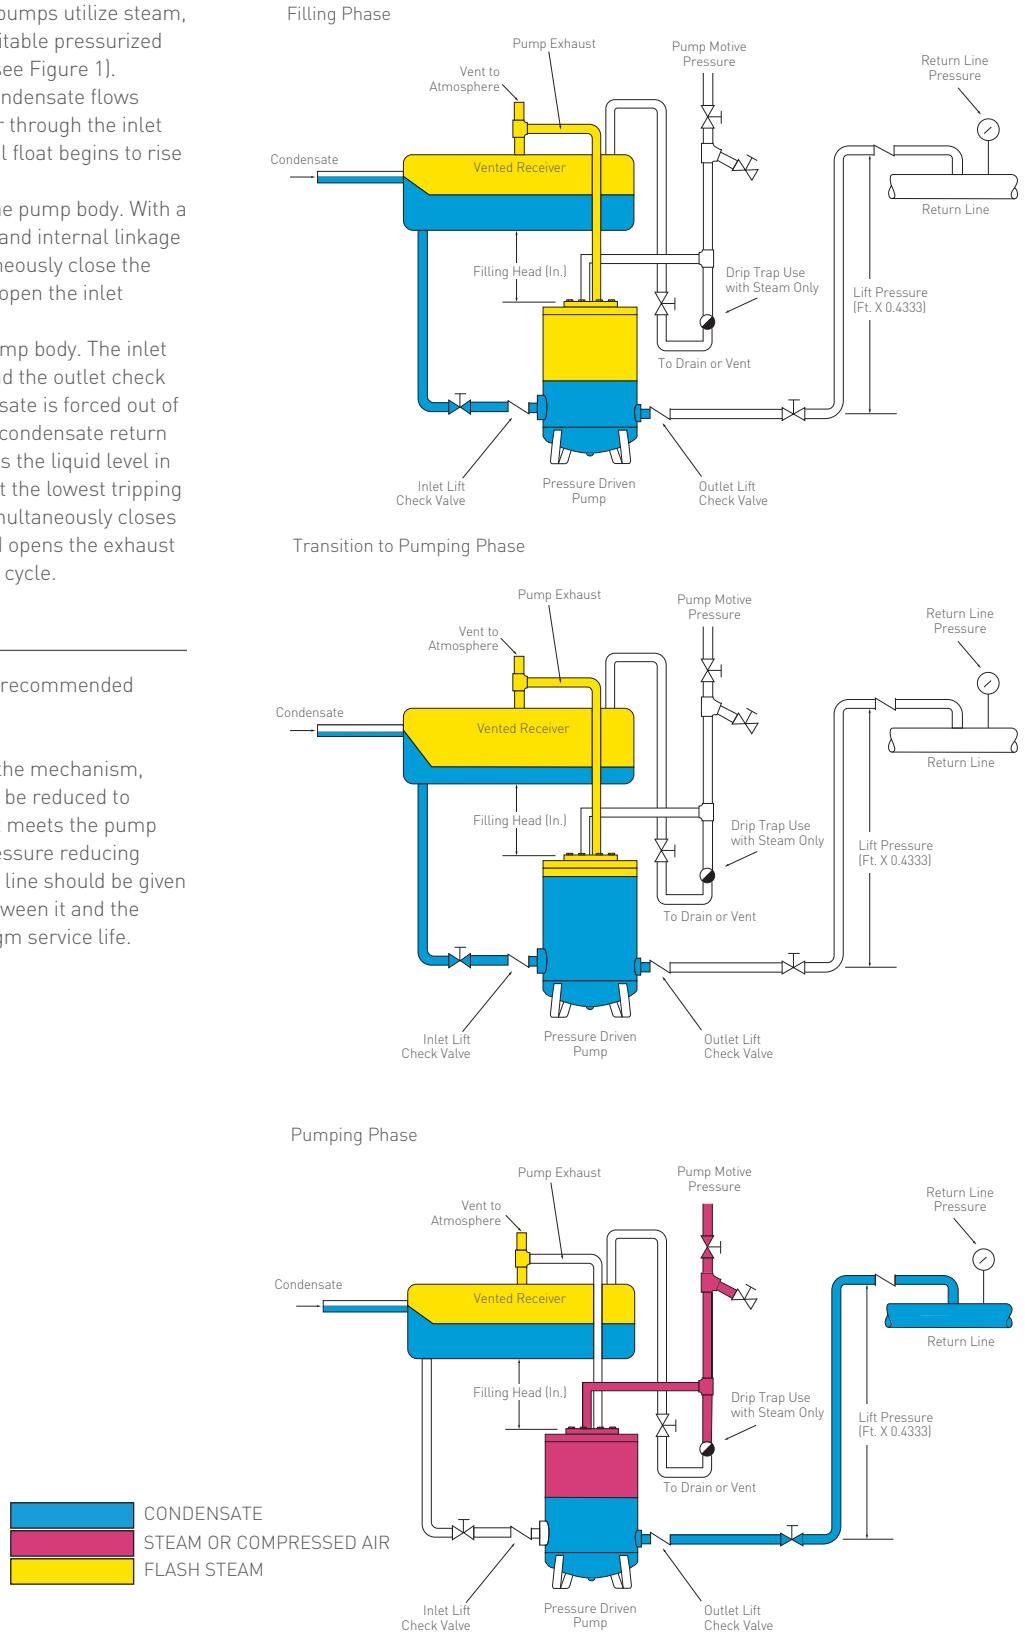 pumps utilize steam,
itable pressurized
see Figure 1).
ondensate flows
r through the inlet
l float begins to rise
he pump body. With a
and internal linkage
neously close the
open the inlet
ump body. The inlet
nd the outlet check
sate is forced out of
condensate return
s the liquid level in
t the lowest tripping
multaneously closes
d opens the exhaust
cycle.
recommended
the mechanism,
be reduced to
t meets the pump
essure reducing
line should be given
tween it and the
gm service life.
Filling Phase
Pump Exhaust
Vent to
Atmosphere
Pump Motive
Pressure
Return Line
Pressure
Condensate
Vented Receiver
Return Line
Filling Head (In.)
Drip Trap Use
with Steam Only
Lift Pressure
(Ft. X 0.4333)
To Drain or Vent
Inlet Lift
Check Valve
Pressure Driven
Pump
Outlet Lift
Check Valve
Transition to Pumping Phase
Pump Exhaust
Vent to
Atmosphere
Pump Motive
Pressure
Return Line
Pressure
Condensate
Vented Receiver
Return Line
Filling Head (In.)
Drip Trap Use
with Steam Only
Lift Pressure
(Ft. X 0.4333)
To Drain or Vent
Inlet Lift
Check Valve
Pressure Driven
Pump
Outlet Lift
Check Valve
Pumping Phase
Pump Exhaust
Vent to
Atmosphere
Pump Motive
Pressure
Return Line
Pressure
Condensate
Vented Receiver
Return Line
Filling Head (In.)
Drip Trap Use
with Steam Only
Lift Pressure
(Ft. X 0.4333)
To Drain or Vent
Inlet Lift
Check Valve
Pressure Driven
Pump
Outlet Lift
Check Valve
CONDENSATE
STEAM OR COMPRESSED AIR
FLASH STEAM